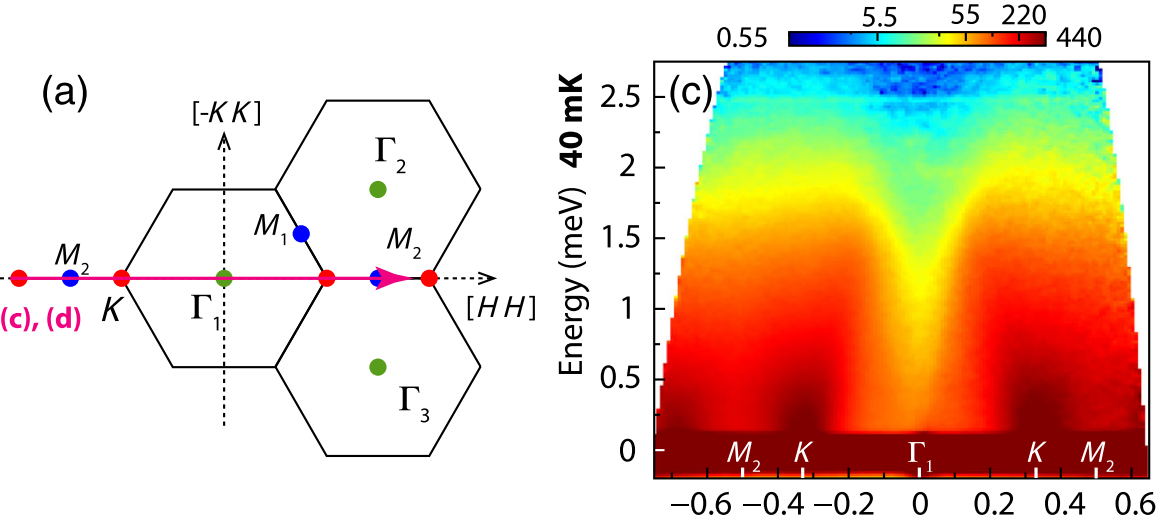 (a)
[-K K]
Γ2
M1
M2
M2
K
Γ1
[H H]
(c), (d)
Γ3
0.55
5.5
55
220
440
(c)
Energy (meV) 40 mK
2.5
2
1.5
1
0.5
0
M2
K
Γ1
K
M2
−0.6 −0.4 −0.2 0 0.2 0.4 0.6